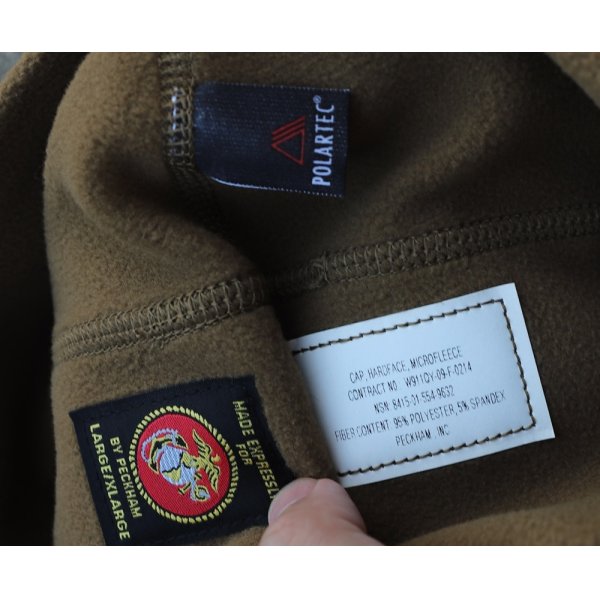 POLARTEC®
CAP, HARDFACE, MICROFLEECE
CONTRACT NO. W911QY-09-F-0214
NSN: 8415-01-554-9632
FIBER CONTENT: 95% POLYESTER, 5% SPANDEX
PECKHAM, INC.
MADE EXPRESSLY
FOR
BY PECKHAM
LARGE/XLARGE